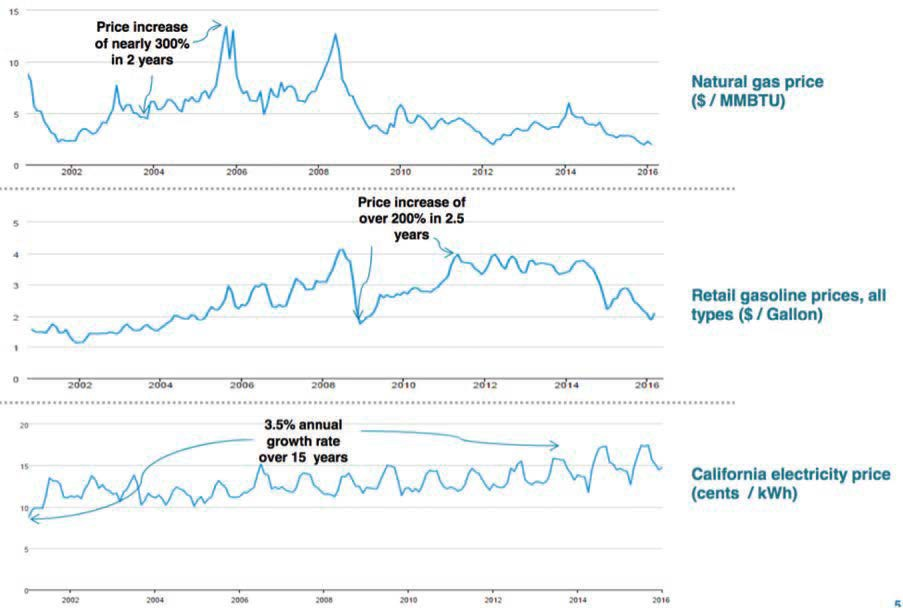 15
Price increase
of nearly 300%
in 2 years
10
Natural gas price
($ / MMBTU)
5
0
2002 2004 2006 2008 2010 2012 2014 2016
Price increase of
over 200% in 2.5
years
5
4
3
Retail gasoline prices, all
types ($ / Gallon)
2
1
0
2002 2004 2006 2008 2010 2012 2014 2016
20
3.5% annual
growth rate
over 15 years
15
California electricity price
(cents / kWh)
10
5
0
2002 2004 2006 2008 2010 2012 2014 2016
5